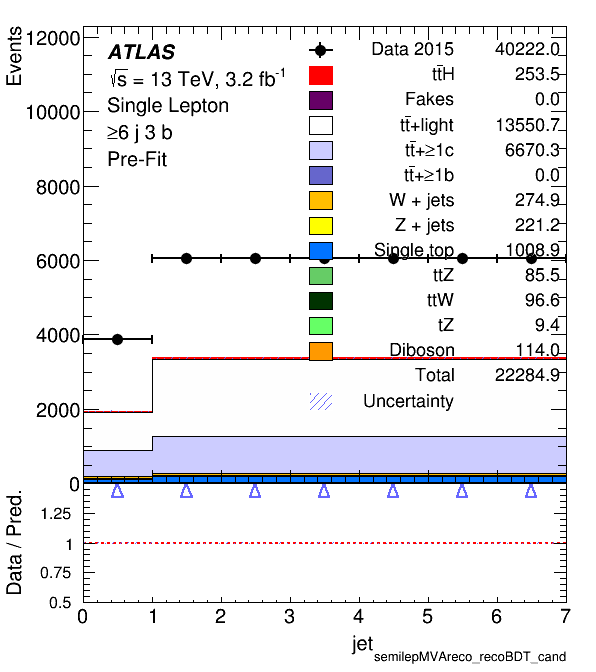 Events
12000
10000
8000
6000
4000
2000
0
ATLAS
√s = 13 TeV, 3.2 fb⁻¹
Single Lepton
≥6 j 3 b
Pre-Fit
Data 2015 40222.0
tt̄H 253.5
Fakes 0.0
tt̄+light 13550.7
tt̄+≥1c 6670.3
tt̄+≥1b 0.0
W + jets 274.9
Z + jets 221.2
Single top 1008.9
ttZ 85.5
ttW 96.6
tZ 9.4
Diboson 114.0
Total 22284.9
Uncertainty
Data / Pred.
1.25
1
0.75
0.5
0 1 2 3 4 5 6 7
jet
semilepMVAreco_recoBDT_cand